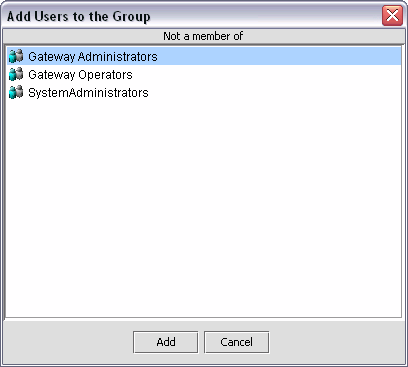 Add Users to the Group
Not a member of
Gateway Administrators
Gateway Operators
SystemAdministrators
Add Cancel